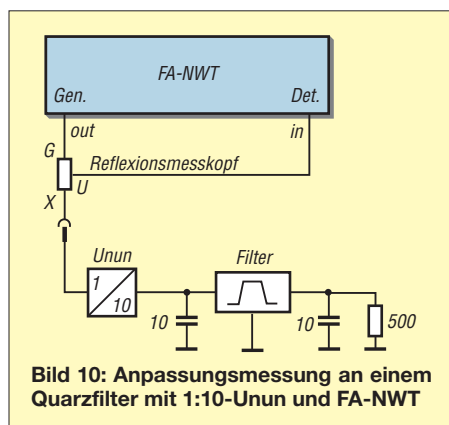 FA-NWT
Gen.
Det.
out
in
G
Reflexionsmesskopf
U
X
Unun
Filter
1
10
10
10
500
Bild 10: Anpassungsmessung an einem
Quarzfilter mit 1:10-Unun und FA-NWT